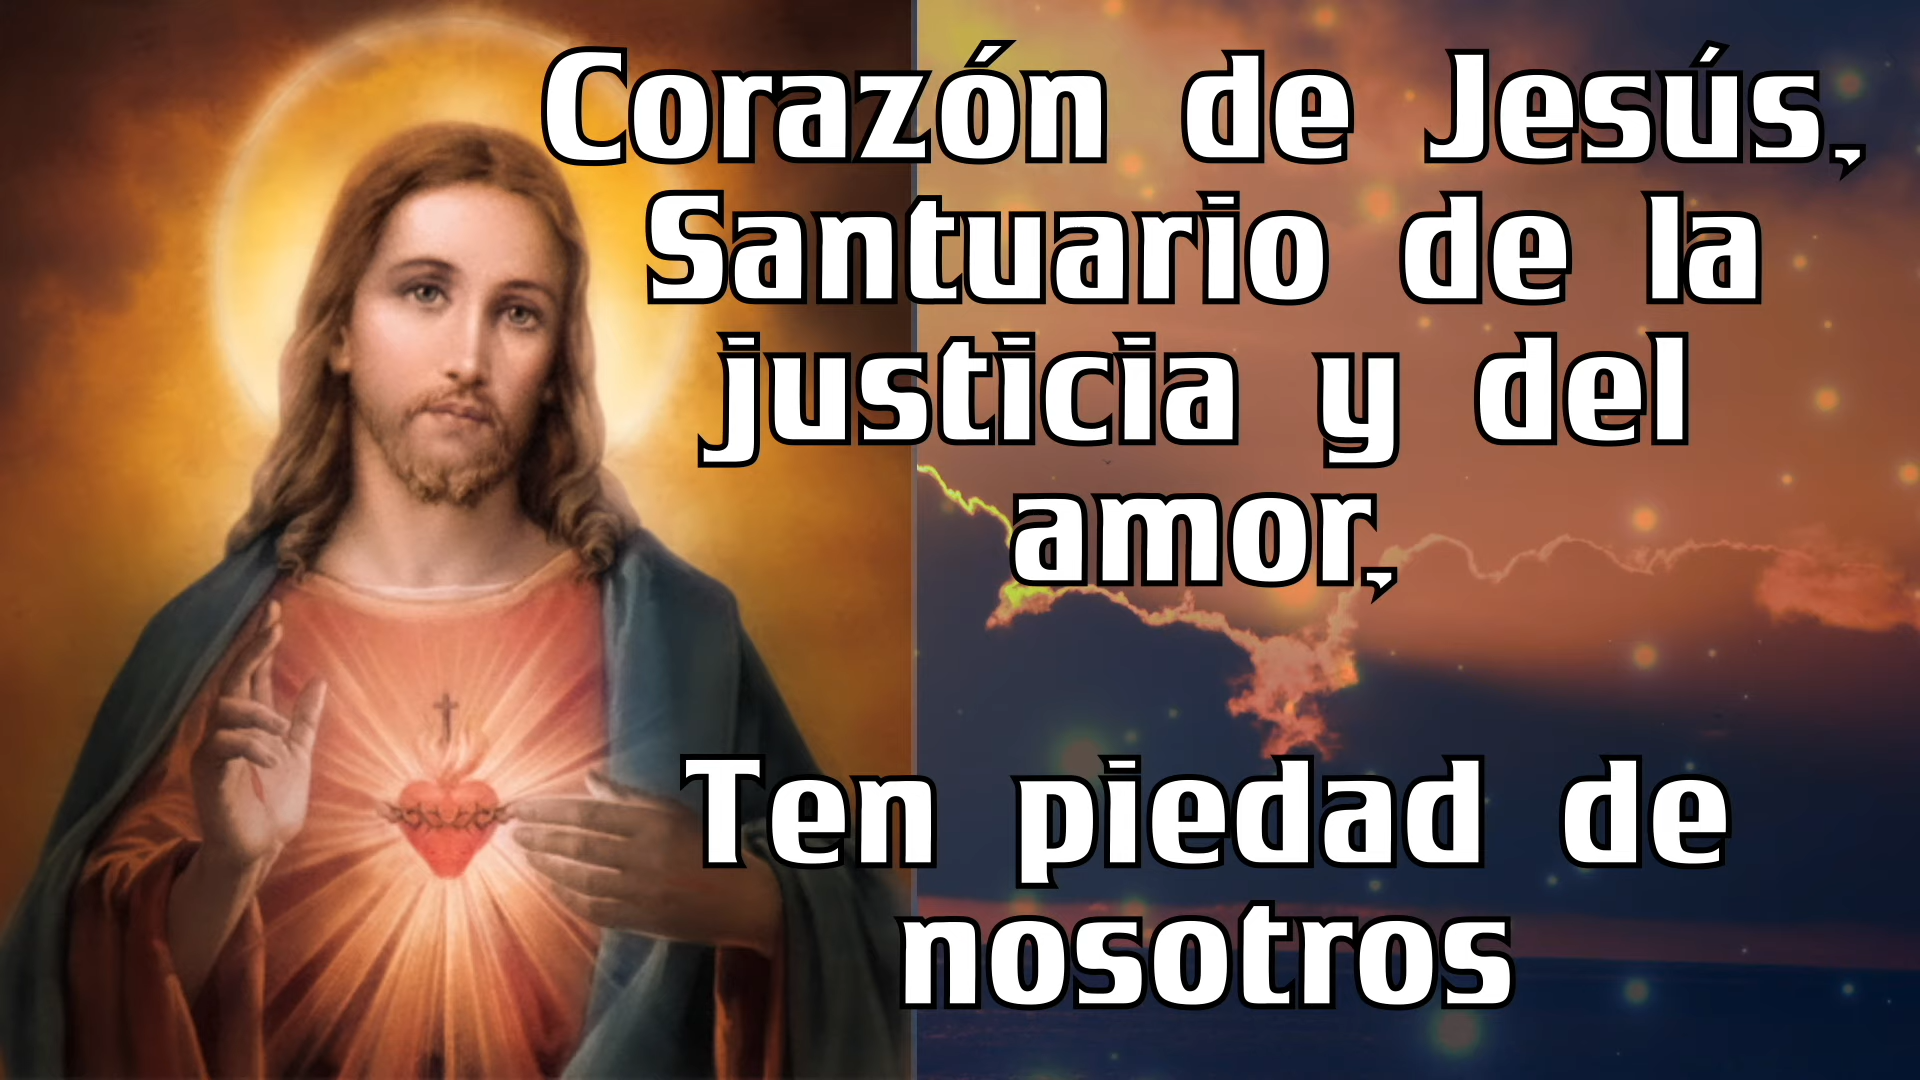 Corazón de Jesús,
Santuario de la
justicia y del
amor,
Ten piedad de
nosotros